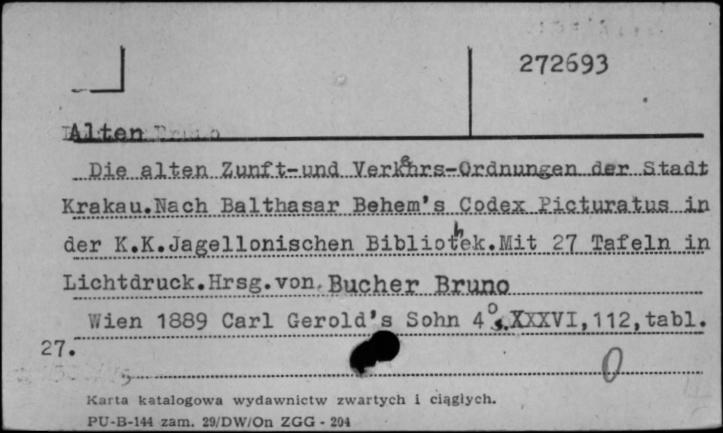 272693
Alten
Die alten Zunft-und Verkehrs-Ordnungen der Stadt
Krakau.Nach Balthasar Behem's Codex Picturatus in
der K.K.Jagellonischen Bibliothek.Mit 27 Tafeln in
Lichtdruck.Hrsg.von Bucher Bruno
Wien 1889 Carl Gerold's Sohn 4°.XXXVI,112,tabl.
27.
0
Karta katalogowa wydawnictw zwartych i ciągłych.
PU-B-144 zam. 29/DW/On ZGG - 204